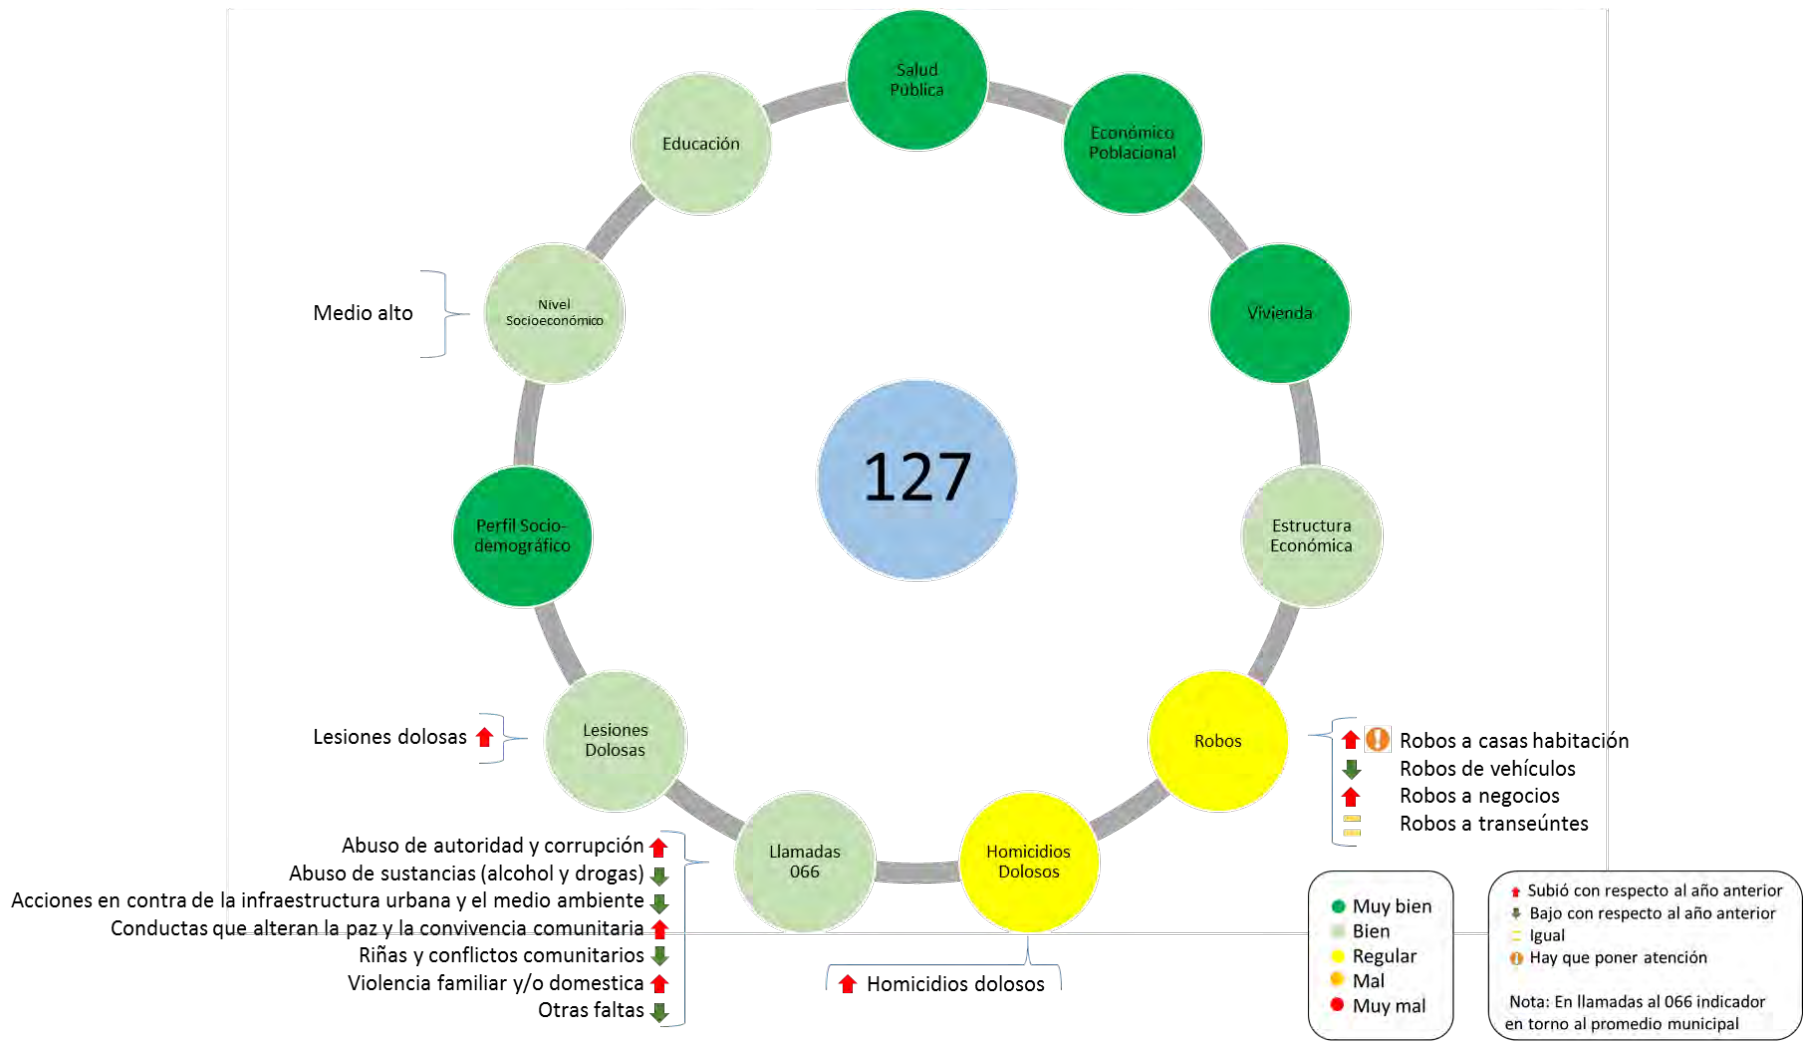 Salud
Pública
Económico
Poblacional
Educación
Vivienda
Nivel
Socioeconómico
Medio alto
127
Perfil Socio-
demográfico
Estructura
Económica
Lesiones
Dolosas
Lesiones dolosas
Robos
Robos a casas habitación
Robos de vehículos
Robos a negocios
Robos a transeúntes
Llamadas
066
Abuso de autoridad y corrupción
Abuso de sustancias (alcohol y drogas)
Acciones en contra de la infraestructura urbana y el medio ambiente
Conductas que alteran la paz y la convivencia comunitaria
Riñas y conflictos comunitarios
Violencia familiar y/o domestica
Otras faltas
Homicidios
Dolosos
Homicidios dolosos
Muy bien
Bien
Regular
Mal
Muy mal
Subió con respecto al año anterior
Bajo con respecto al año anterior
Igual
Hay que poner atención
Nota: En llamadas al 066 indicador
en torno al promedio municipal